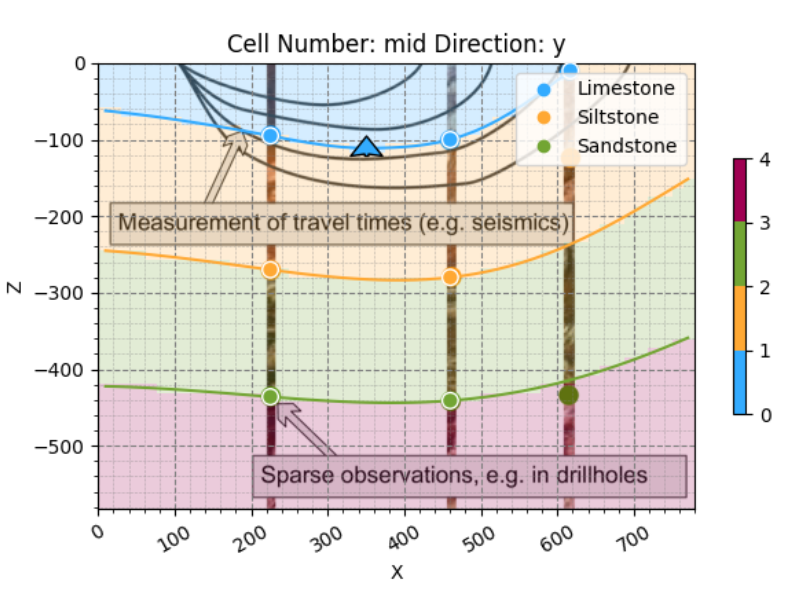 Cell Number: mid Direction: y
0
−100
−200
−300
−400
−500
Z
Limestone
Siltstone
Sandstone
Measurement of travel times (e.g. seismics)
Sparse observations, e.g. in drillholes
0
100
200
300
400
500
600
700
X
4
3
2
1
0